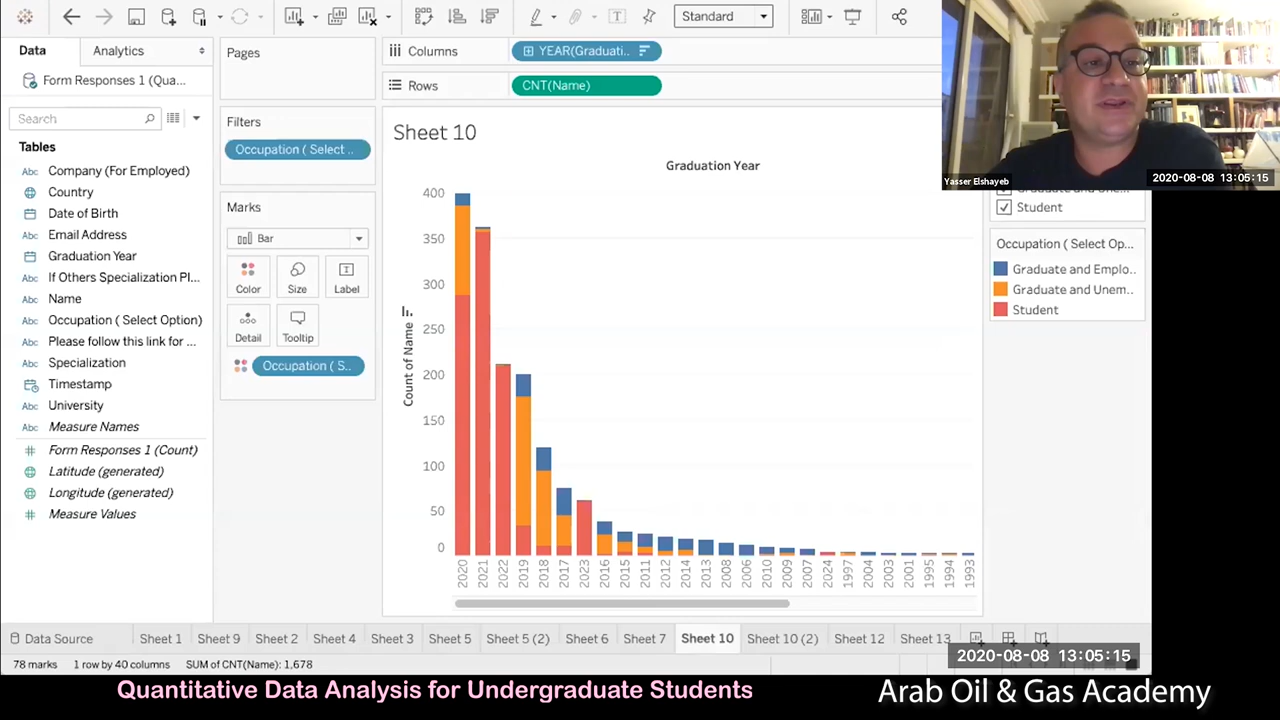 Standard
Data
Analytics
Form Responses 1 (Qua...
Search
Tables
Abc Company (For Employed)
Country
Date of Birth
Abc Email Address
Graduation Year
Abc If Others Specialization Pl...
Abc Name
Abc Occupation ( Select Option)
Abc Please follow this link for ...
Abc Specialization
Timestamp
Abc University
Abc Measure Names
Form Responses 1 (Count)
Latitude (generated)
Longitude (generated)
Measure Values
Pages
Filters
Occupation ( Select ..
Marks
Bar
Color Size Label
Detail Tooltip
Occupation ( S..
Columns YEAR(Graduati..
Rows CNT(Name)
Sheet 10
Graduation Year
Count of Name
400
350
300
250
200
150
100
50
0
2020 2021 2022 2019 2018 2017 2023 2016 2015 2011 2012 2014 2013 2008 2006 2010 2009 2007 2024 1997 2004 2003 2001 1995 1994 1993
Yasser Elshayeb
2020-08-08 13:05:15
Student
Occupation ( Select Op...
Graduate and Emplo..
Graduate and Unem..
Student
Data Source Sheet 1 Sheet 9 Sheet 2 Sheet 4 Sheet 3 Sheet 5 Sheet 5 (2) Sheet 6 Sheet 7 Sheet 10 Sheet 10 (2) Sheet 12 Sheet 13
2020-08-08 13:05:15
78 marks 1 row by 40 columns SUM of CNT(Name): 1,678
Quantitative Data Analysis for Undergraduate Students
Arab Oil & Gas Academy